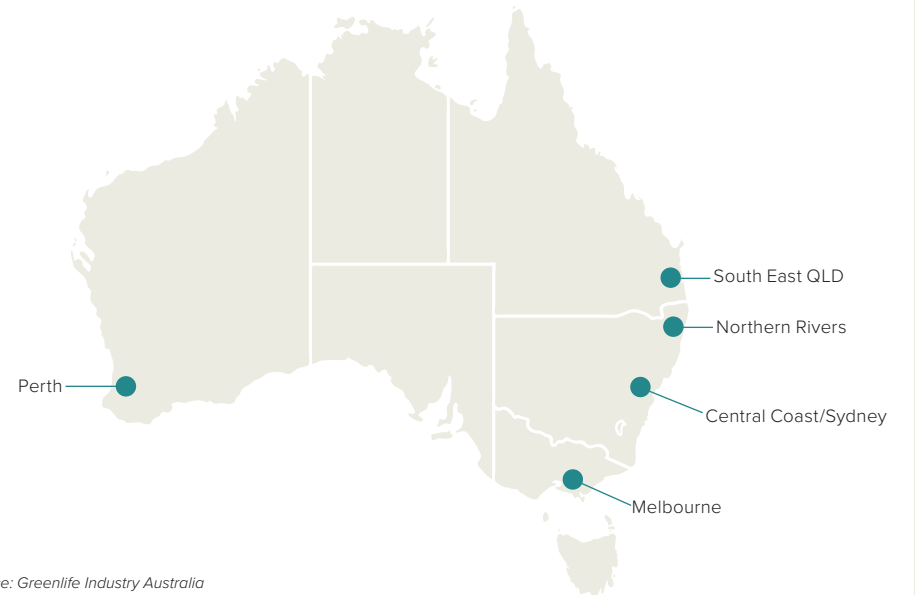 South East QLD
Northern Rivers
Perth
Central Coast/Sydney
Melbourne
Greenlife Industry Australia